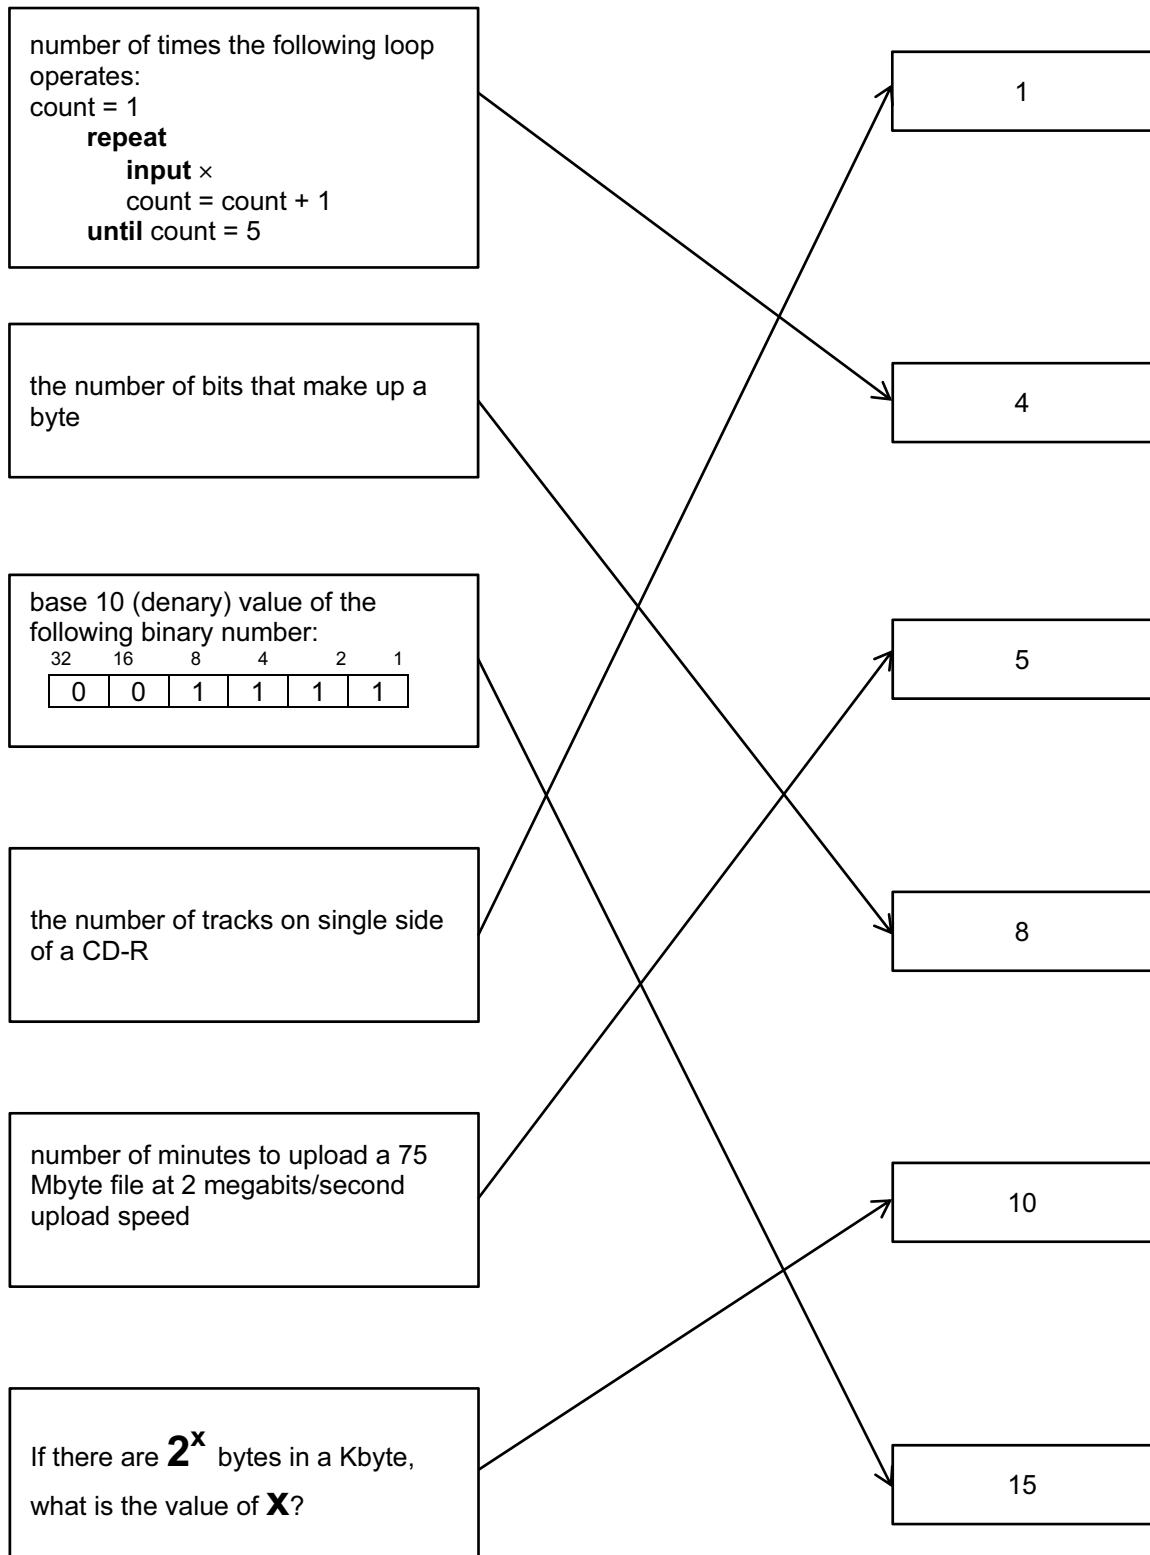 number of times the following loop
operates:
count = 1
repeat
input ×
count = count + 1
until count = 5
the number of bits that make up a
byte
base 10 (denary) value of the
following binary number:
32 16 8 4 2 1
0 0 1 1 1 1
the number of tracks on single side
of a CD-R
number of minutes to upload a 75
Mbyte file at 2 megabits/second
upload speed
If there are 2^x bytes in a Kbyte,
what is the value of x?
1
4
5
8
10
15